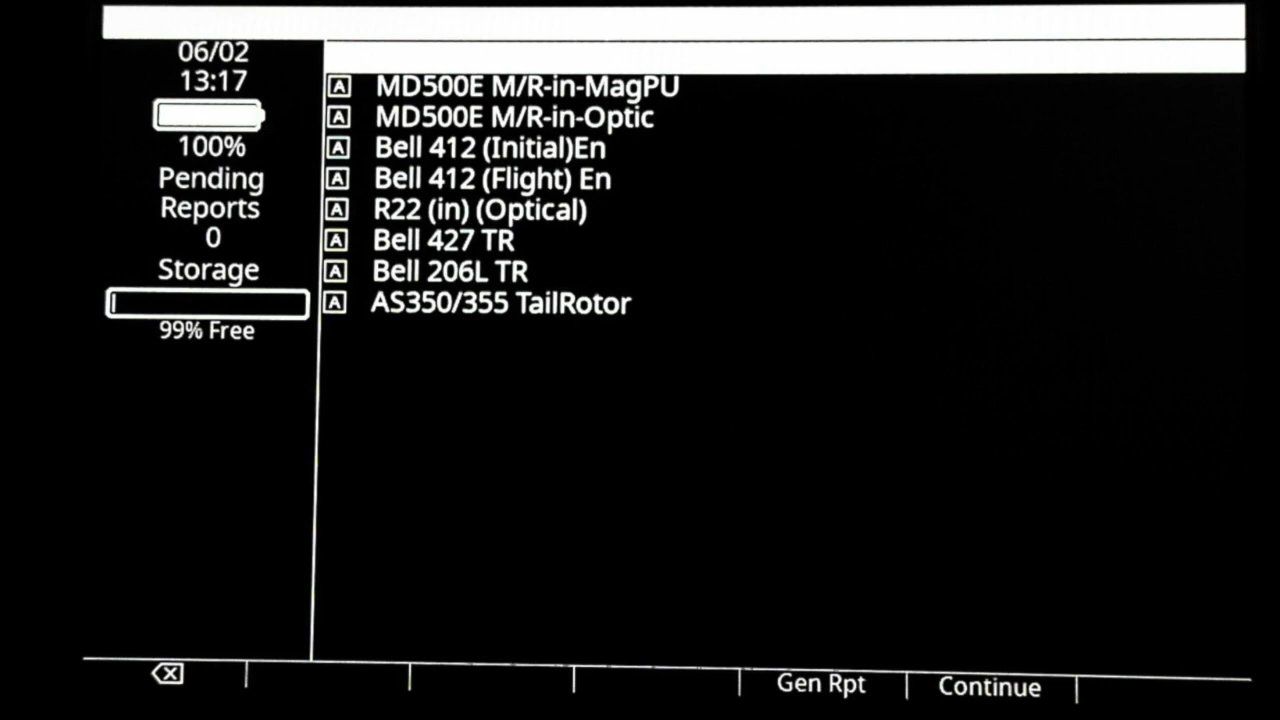 06/02
13:17
100%
Pending
Reports
0
Storage
99% Free
A MD500E M/R-in-MagPU
A MD500E M/R-in-Optic
A Bell 412 (Initial)En
A Bell 412 (Flight) En
A R22 (in) (Optical)
A Bell 427 TR
A Bell 206L TR
A AS350/355 TailRotor
Gen Rpt
Continue